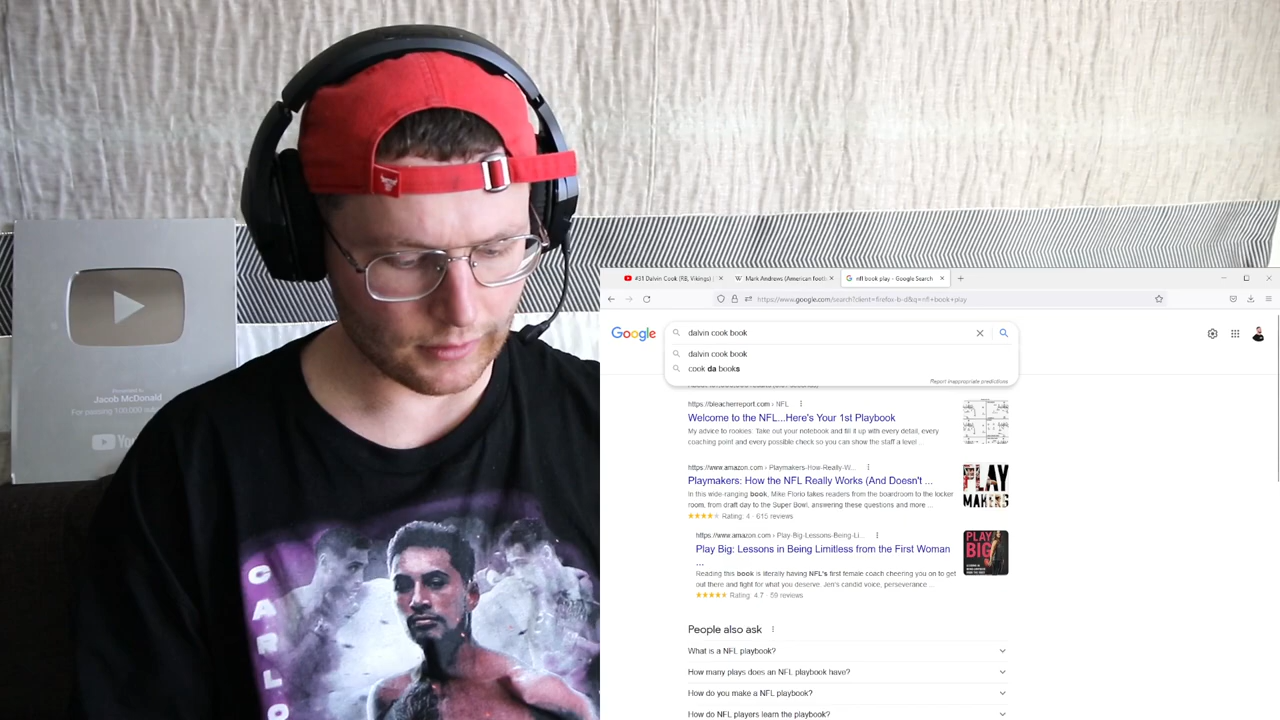 Presented to
Jacob McDonald
For passing 100,000 sub
You
CARLO
#31 Dalvin Cook (RB, Vikings) |
Mark Andrews (American footb
nfl book play - Google Search
https://www.google.com/search?client=firefox-b-d&q=nfl+book+play
Google
dalvin cook book
dalvin cook book
cook da books
Report inappropriate predictions
https://bleacherreport.com › NFL
Welcome to the NFL...Here's Your 1st Playbook
My advice to rookies: Take out your notebook and fill it up with every detail, every
coaching point and every possible check so you can show the staff a level ...
https://www.amazon.com › Playmakers-How-Really-W...
Playmakers: How the NFL Really Works (And Doesn't ...
In this wide-ranging book, Mike Florio takes readers from the boardroom to the locker
room, from draft day to the Super Bowl, answering these questions and more ...
Rating: 4 · 615 reviews
PLAY
MAKERS
https://www.amazon.com › Play-Big-Lessons-Being-Li...
Play Big: Lessons in Being Limitless from the First Woman
...
Reading this book is literally having NFL's first female coach cheering you on to get
out there and fight for what you deserve. Jen's candid voice, perseverance ...
Rating: 4.7 · 59 reviews
PLAY
BIG
People also ask
What is a NFL playbook?
How many plays does an NFL playbook have?
How do you make a NFL playbook?
How do NFL players learn the playbook?